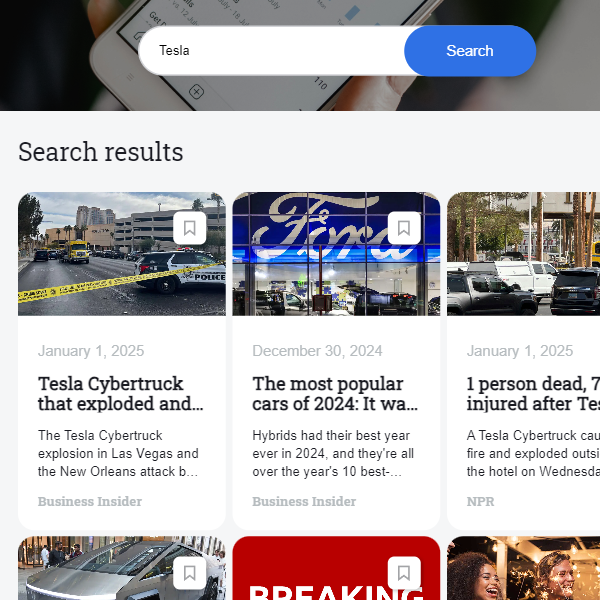 Tesla
Search
110
Search results
January 1, 2025
Tesla Cybertruck
that exploded and...
The Tesla Cybertruck
explosion in Las Vegas and
the New Orleans attack b...
Business Insider
POLICE
Ford
December 30, 2024
The most popular
cars of 2024: It wa...
Hybrids had their best year
ever in 2024, and they're all
over the year's 10 best-...
Business Insider
January 1, 2025
1 person dead, 7
injured after Tes
A Tesla Cybertruck cau
fire and exploded outsi
the hotel on Wednesda
NPR
BREAKING